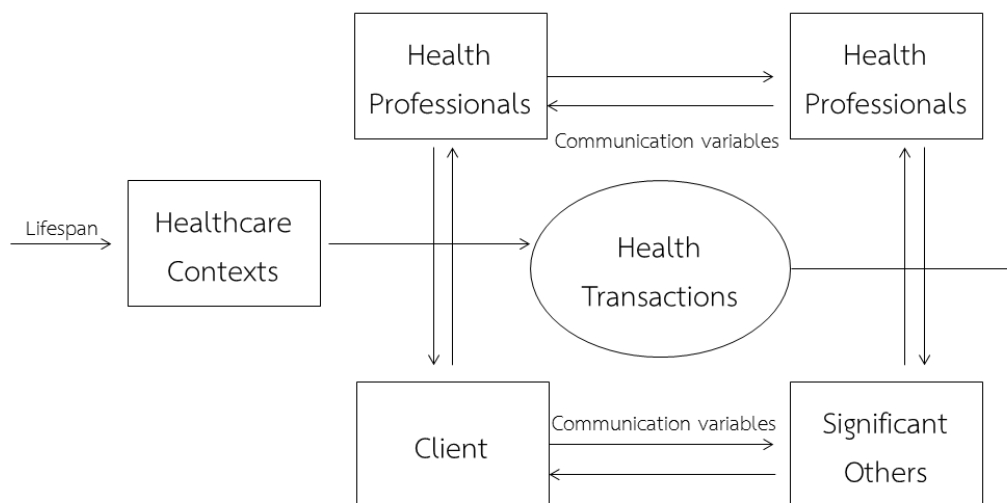 Health
Professionals
Health
Professionals
Communication variables
Lifespan
Healthcare
Contexts
Health
Transactions
Client
Communication variables
Significant
Others